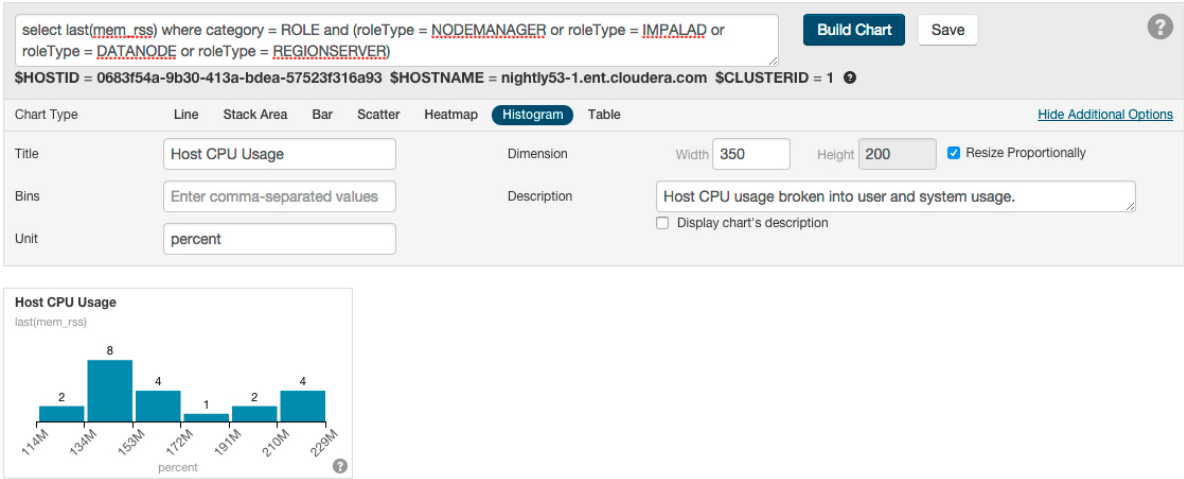 select last(mem_rss) where category = ROLE and (roleType = NODEMANAGER or roleType = IMPALAD or
roleType = DATANODE or roleType = REGIONSERVER)
Build Chart Save ?
$HOSTID = 0683f54a-9b30-413a-bdea-57523f316a93 $HOSTNAME = nightly53-1.ent.cloudera.com $CLUSTERID = 1 ?
Chart Type Line Stack Area Bar Scatter Heatmap Histogram Table Hide Additional Options
Title Host CPU Usage Dimension Width 350 Height 200 Resize Proportionally
Bins Enter comma-separated values Description Host CPU usage broken into user and system usage.
Display chart's description
Unit percent
Host CPU Usage
last(mem_rss)
2 8 4 1 2 4
114M 134M 153M 172M 191M 210M 229M
percent ?